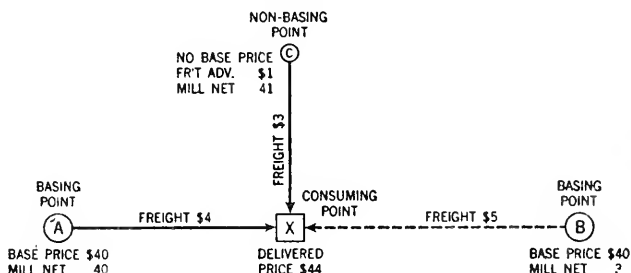 NON-BASING
POINT
C
NO BASE PRICE
FR'T ADV. $1
MILL NET 41
FREIGHT $3
BASING
POINT
A
FREIGHT $4
CONSUMING
POINT
X
FREIGHT $5
BASING
POINT
B
BASE PRICE $40
MILL NET 40
DELIVERED
PRICE $44
BASE PRICE $40
MILL NET